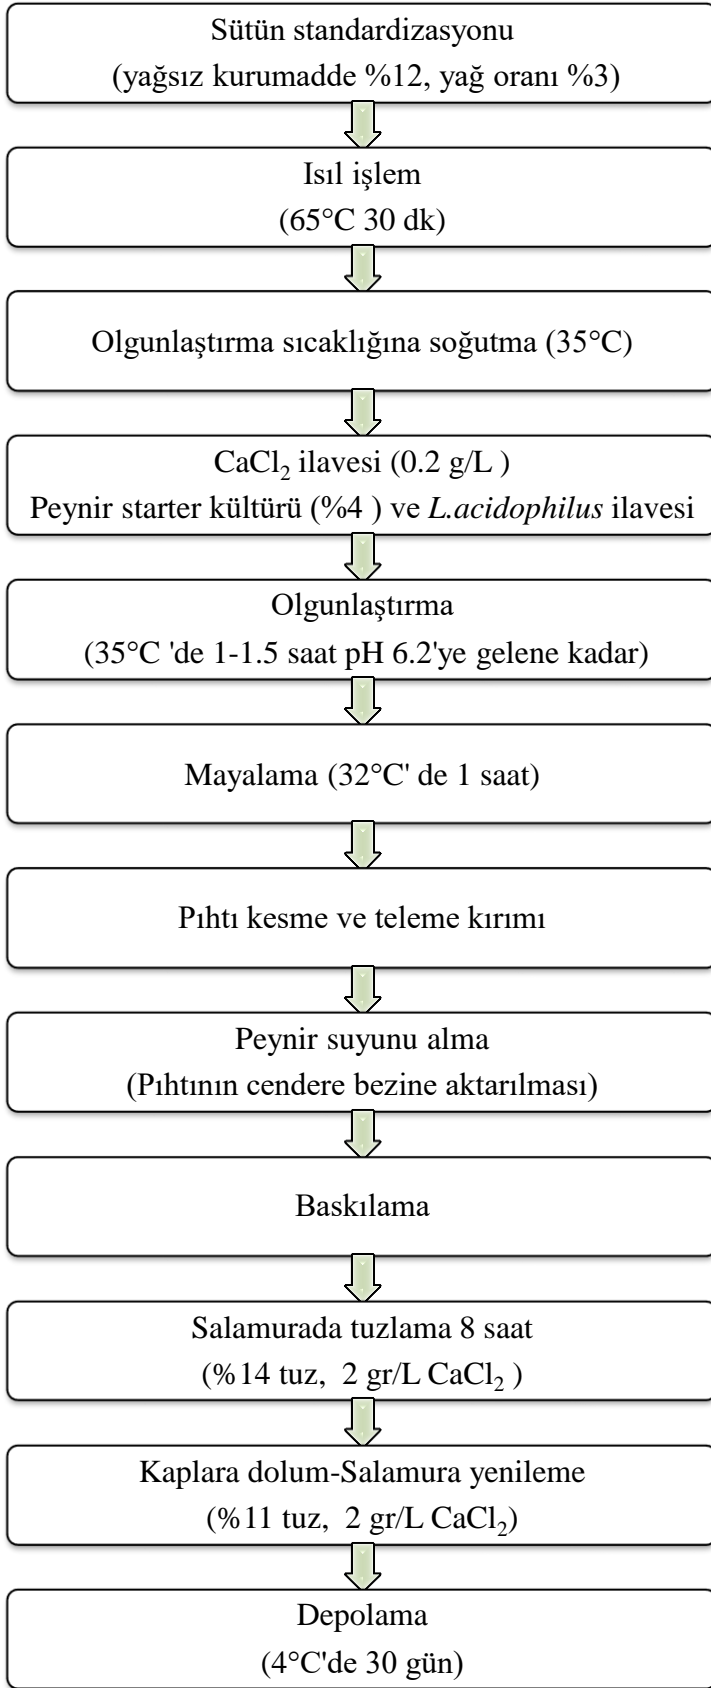 Sütün standardizasyonu
(yağsız kurumadde %12, yağ oranı %3)
Isıl işlem
(65°C 30 dk)
Olgunlaştırma sıcaklığına soğutma (35°C)
CaCl₂ ilavesi (0.2 g/L )
Peynir starter kültürü (%4 ) ve L.acidophilus ilavesi
Olgunlaştırma
(35°C 'de 1-1.5 saat pH 6.2'ye gelene kadar)
Mayalama (32°C' de 1 saat)
Pıhtı kesme ve teleme kırımı
Peynir suyunu alma
(Pıhtının cendere bezine aktarılması)
Baskılama
Salamurada tuzlama 8 saat
(%14 tuz, 2 gr/L CaCl₂ )
Kaplara dolum-Salamura yenileme
(%11 tuz, 2 gr/L CaCl₂)
Depolama
(4°C'de 30 gün)